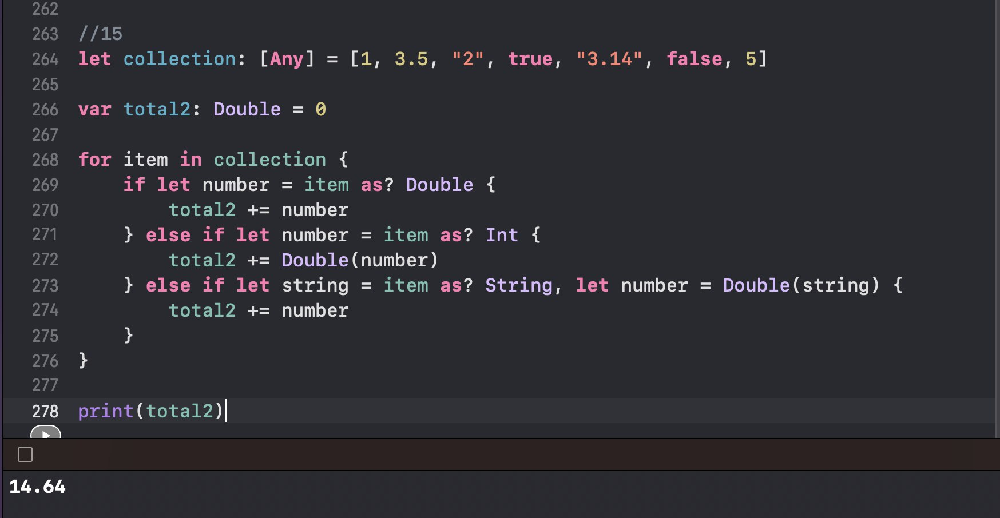 262
263 //15
264 let collection: [Any] = [1, 3.5, "2", true, "3.14", false, 5]
265
266 var total2: Double = 0
267
268 for item in collection {
269     if let number = item as? Double {
270         total2 += number
271     } else if let number = item as? Int {
272         total2 += Double(number)
273     } else if let string = item as? String, let number = Double(string) {
274         total2 += number
275     }
276 }
277
278 print(total2)
14.64